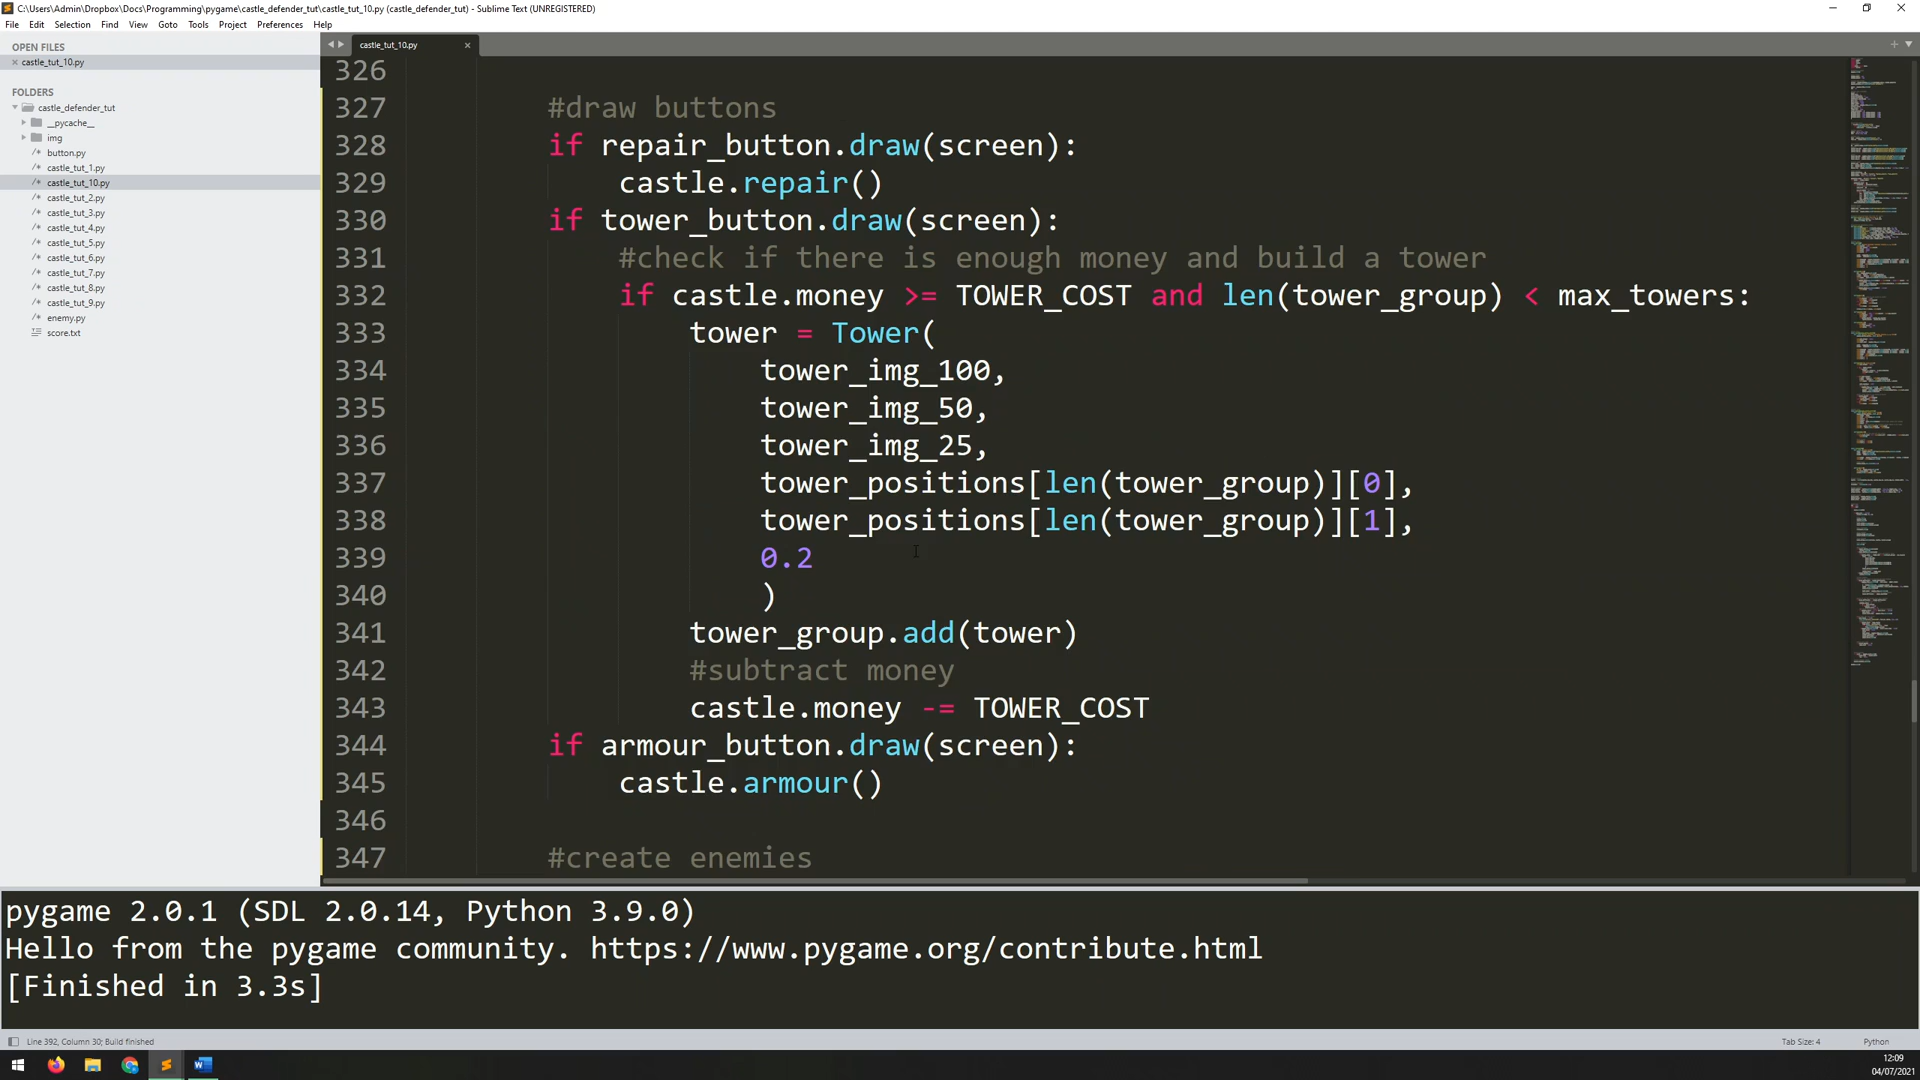 C:\Users\Admin\Dropbox\Docs\Programming\pygame\castle_defender_tut\castle_tut_10.py (castle_defender_tut) - Sublime Text (UNREGISTERED)
File Edit Selection Find View Goto Tools Project Preferences Help
OPEN FILES
castle_tut_10.py
FOLDERS
castle_defender_tut
__pycache__
img
button.py
castle_tut_1.py
castle_tut_10.py
castle_tut_2.py
castle_tut_3.py
castle_tut_4.py
castle_tut_5.py
castle_tut_6.py
castle_tut_7.py
castle_tut_8.py
castle_tut_9.py
enemy.py
score.txt
castle_tut_10.py
326
327 #draw buttons
328 if repair_button.draw(screen):
329 castle.repair()
330 if tower_button.draw(screen):
331 #check if there is enough money and build a tower
332 if castle.money >= TOWER_COST and len(tower_group) < max_towers:
333 tower = Tower(
334 tower_img_100,
335 tower_img_50,
336 tower_img_25,
337 tower_positions[len(tower_group)][0],
338 tower_positions[len(tower_group)][1],
339 0.2
340 )
341 tower_group.add(tower)
342 #subtract money
343 castle.money -= TOWER_COST
344 if armour_button.draw(screen):
345 castle.armour()
346
347 #create enemies
pygame 2.0.1 (SDL 2.0.14, Python 3.9.0)
Hello from the pygame community. https://www.pygame.org/contribute.html
[Finished in 3.3s]
Line 392, Column 30; Build finished
Tab Size: 4
Python
12:09
04/07/2021